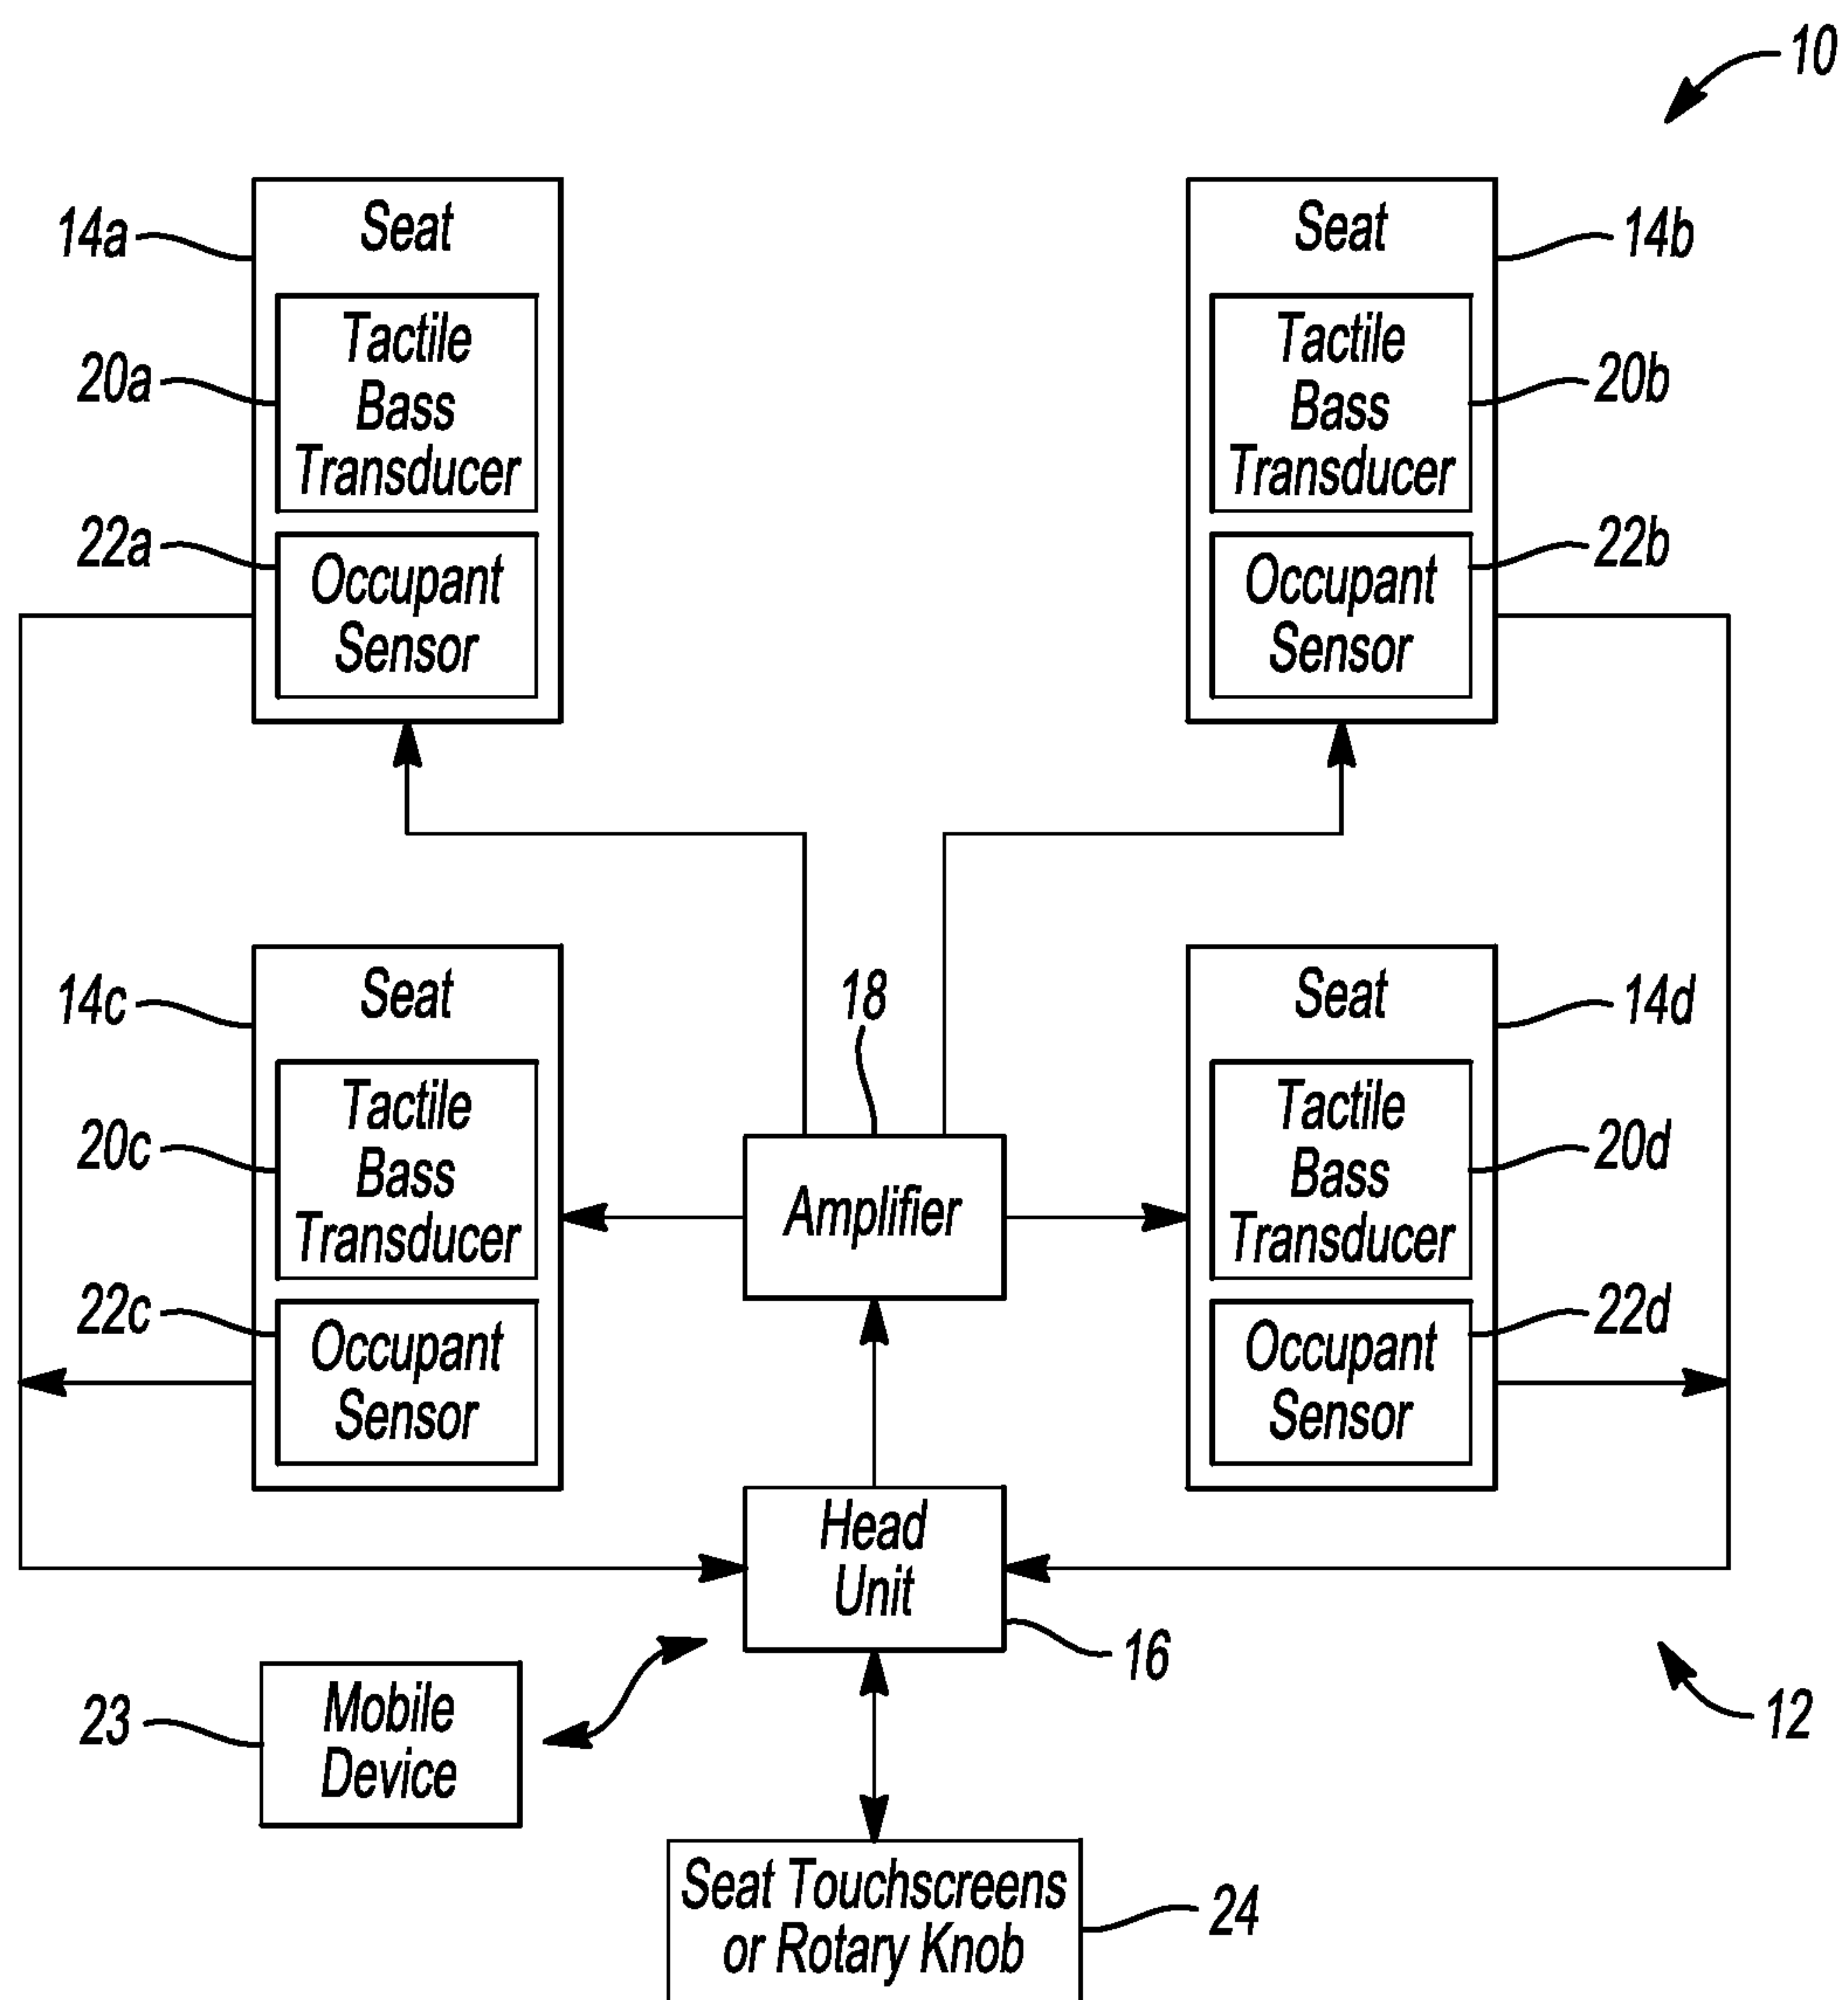 10
14a
Seat
Tactile
Bass
Transducer
20a
22a
Occupant
Sensor
Seat
14b
Tactile
Bass
Transducer
20b
22b
Occupant
Sensor
14c
Seat
Tactile
Bass
Transducer
20c
22c
Occupant
Sensor
18
Amplifier
Seat
14d
Tactile
Bass
Transducer
20d
22d
Occupant
Sensor
Head
Unit
16
12
23
Mobile
Device
Seat Touchscreens
or Rotary Knob
24